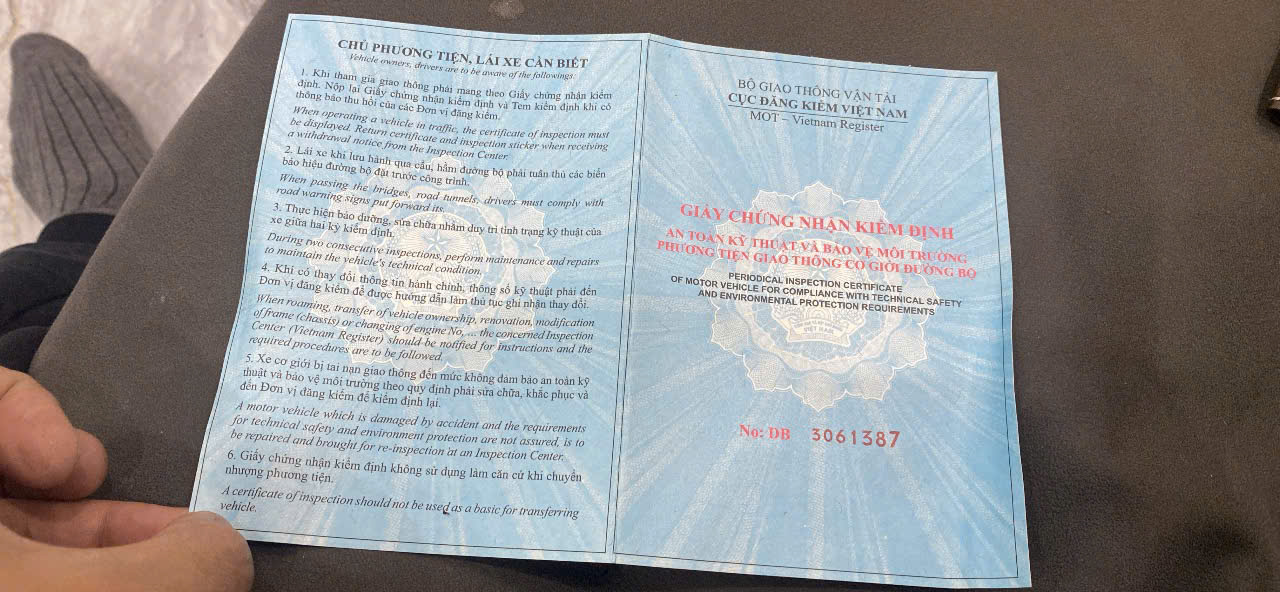 CHỦ PHƯƠNG TIỆN, LÁI XE CẦN BIẾT
Vehicle owners, drivers are to be aware of the followings:
1. Khi tham gia giao thông phải mang theo Giấy chứng nhận kiểm
định. Nộp lại Giấy chứng nhận kiểm định và Tem kiểm định khi có
thông báo thu hồi của các Đơn vị đăng kiểm.
When operating a vehicle in traffic, the certificate of inspection must
be displayed. Return certificate and inspection sticker when receiving
a withdrawal notice from the Inspection Center.
2. Lái xe khi lưu hành qua cầu, hầm đường bộ phải tuân thủ các biển
báo hiệu đường bộ đặt trước công trình.
When passing the bridges, road tunnels, drivers must comply with
road warning signs put forward its.
3. Thực hiện bảo dưỡng, sửa chữa nhằm duy trì tình trạng kỹ thuật của
xe giữa hai kỳ kiểm định.
During two consecutive inspections, perform maintenance and repairs
to maintain the vehicle's technical condition.
4. Khi có thay đổi thông tin hành chính, thông số kỹ thuật phải đến
Đơn vị đăng kiểm để được hướng dẫn làm thủ tục ghi nhận thay đổi.
When roaming, transfer of vehicle ownership, renovation, modification
of frame (chassis) or changing of engine No, ... the concerned Inspection
Center (Vietnam Register) should be notified for instructions and the
required procedures are to be followed.
5. Xe cơ giới bị tai nạn giao thông đến mức không đảm bảo an toàn kỹ
thuật và bảo vệ môi trường theo quy định phải sửa chữa, khắc phục và
đến Đơn vị đăng kiểm để kiểm định lại.
A motor vehicle which is damaged by accident and the requirements
for technical safety and environment protection are not assured, is to
be repaired and brought for re-inspection at an Inspection Center.
6. Giấy chứng nhận kiểm định không sử dụng làm căn cứ khi chuyển
nhượng phương tiện.
A certificate of inspection should not be used as a basic for transferring
vehicle.
BỘ GIAO THÔNG VẬN TẢI
CỤC ĐĂNG KIỂM VIỆT NAM
MOT – Vietnam Register
GIẤY CHỨNG NHẬN KIỂM ĐỊNH
AN TOÀN KỸ THUẬT VÀ BẢO VỆ MÔI TRƯỜNG
PHƯƠNG TIỆN GIAO THÔNG CƠ GIỚI ĐƯỜNG BỘ
PERIODICAL INSPECTION CERTIFICATE
OF MOTOR VEHICLE FOR COMPLIANCE WITH TECHNICAL SAFETY
AND ENVIRONMENTAL PROTECTION REQUIREMENTS
VIỆT NAM
No: DB 3061387